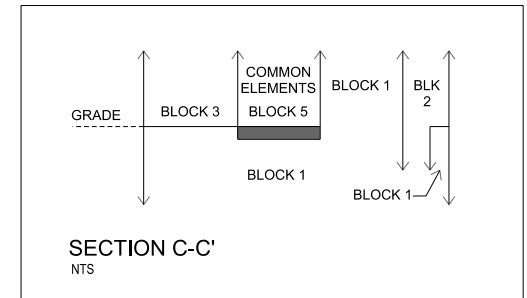 COMMON
ELEMENTS
BLOCK 1
BLK
2
GRADE
BLOCK 3
BLOCK 5
BLOCK 1
BLOCK 1
SECTION C-C'
NTS